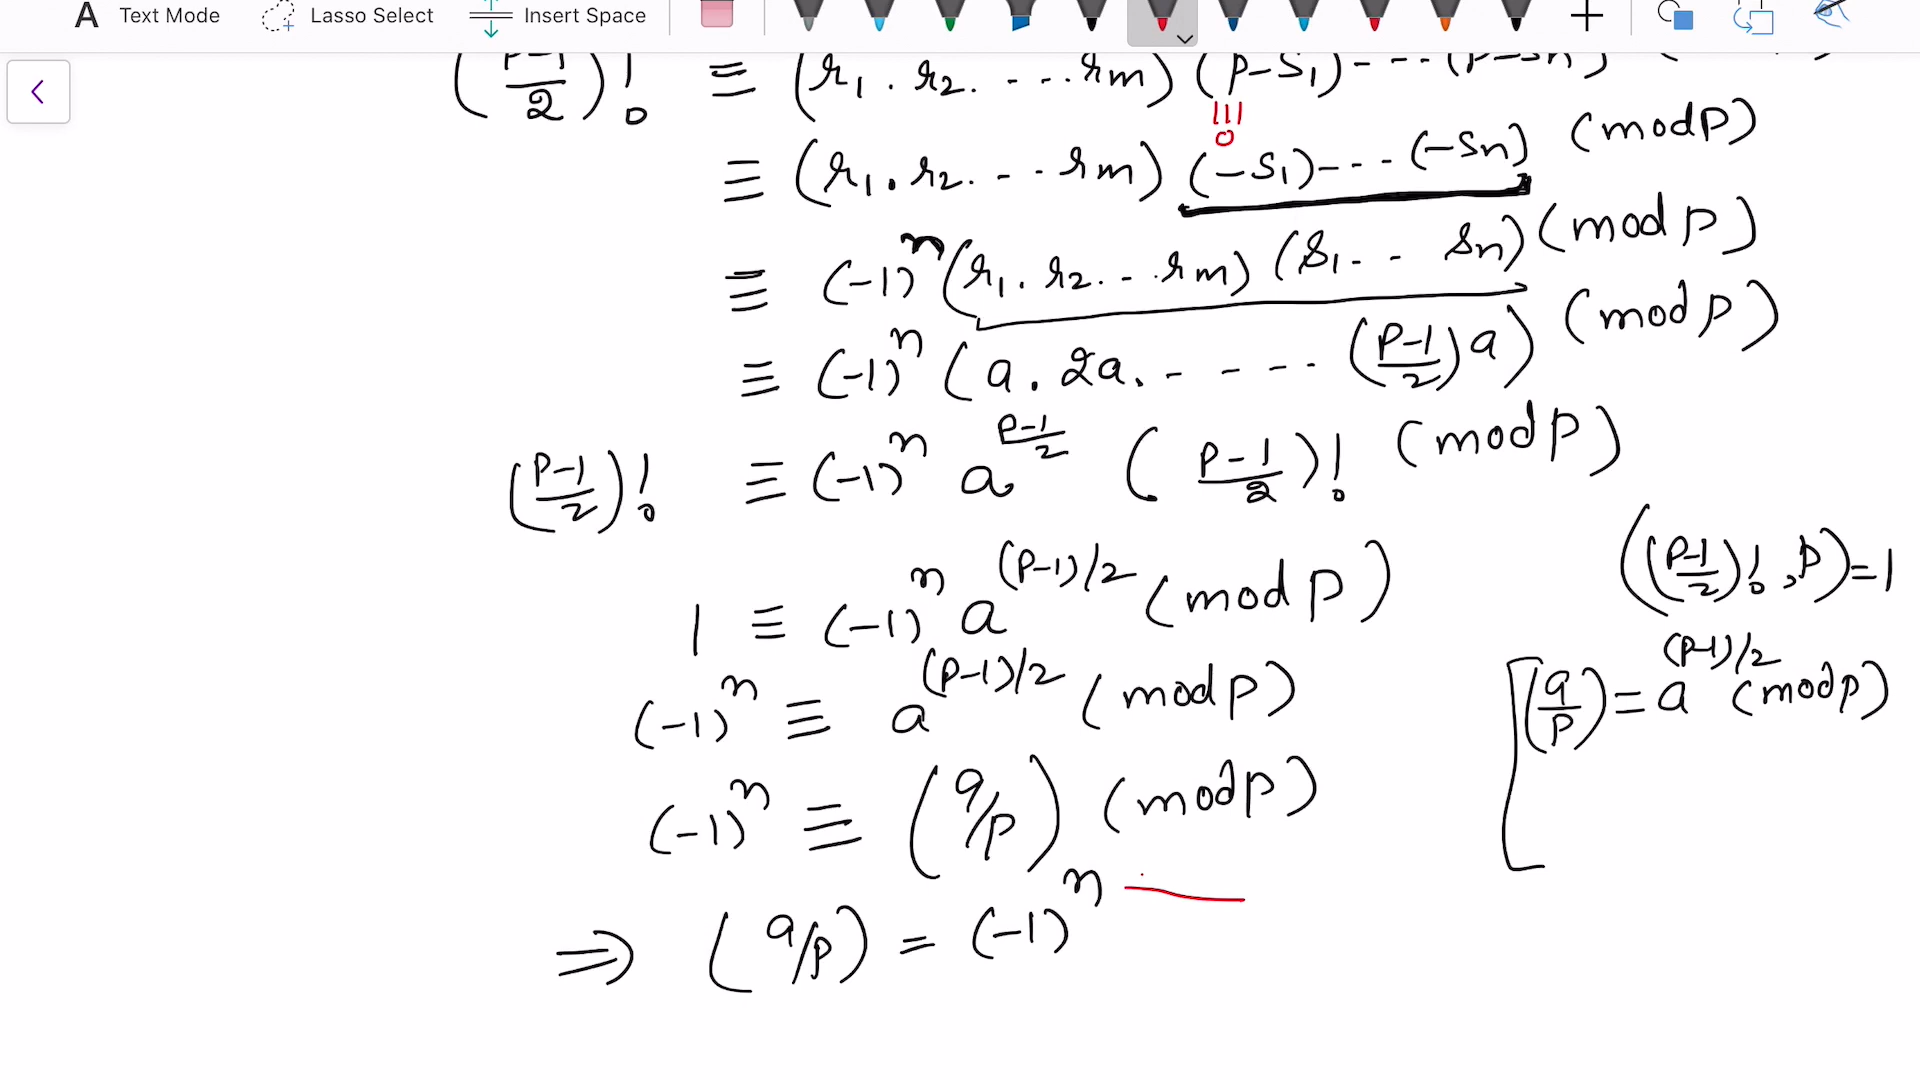 Text Mode Lasso Select Insert Space
((p-1)/2)! ≡ (r₁ . r₂ . - - .. rm) (p-S₁) - - - (p-Sn)
|||
0
≡ (r₁ . r₂ . - - rm) (-S₁) - - - (-Sn) (mod p)
≡ (-1)ⁿ (r₁ . r₂ . . - . rm) (S₁ - - Sn) (mod p)
≡ (-1)ⁿ (a . 2a . - - - - . ((p-1)/2) a) (mod p)
((p-1)/2)! ≡ (-1)ⁿ a^((p-1)/2) ((p-1)/2)! (mod p)
(((p-1)/2)!, p) = 1
1 ≡ (-1)ⁿ a^((p-1)/2) (mod p)
(-1)ⁿ ≡ a^((p-1)/2) (mod p)
(a/p) = a^((p-1)/2) (mod p)
(-1)ⁿ ≡ (a/p) (mod p)
⇒ (a/p) = (-1)ⁿ